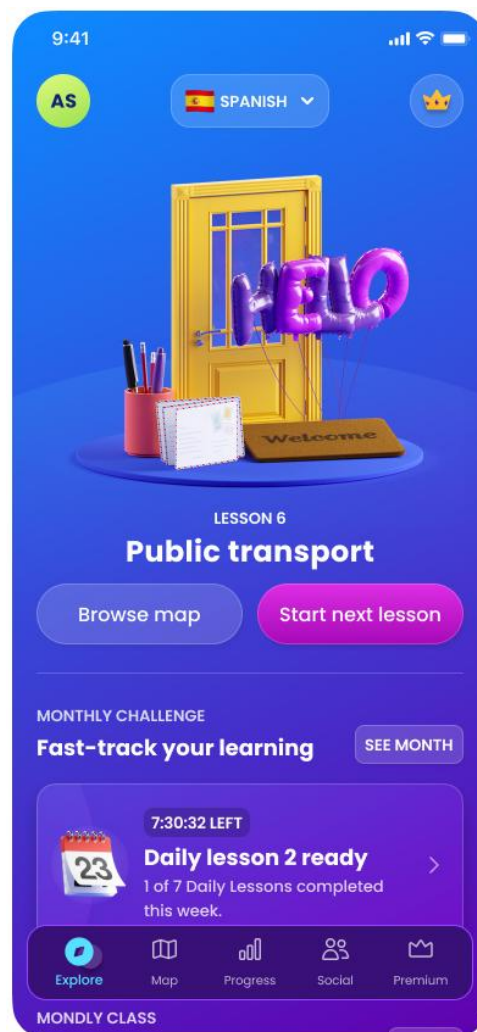 9:41
AS
SPANISH
HELLO
Welcome
LESSON 6
Public transport
Browse map
Start next lesson
MONTHLY CHALLENGE
Fast-track your learning
SEE MONTH
7:30:32 LEFT
23
Daily lesson 2 ready
1 of 7 Daily Lessons completed
this week.
Explore
Map
Progress
Social
Premium
MONDLY CLASS